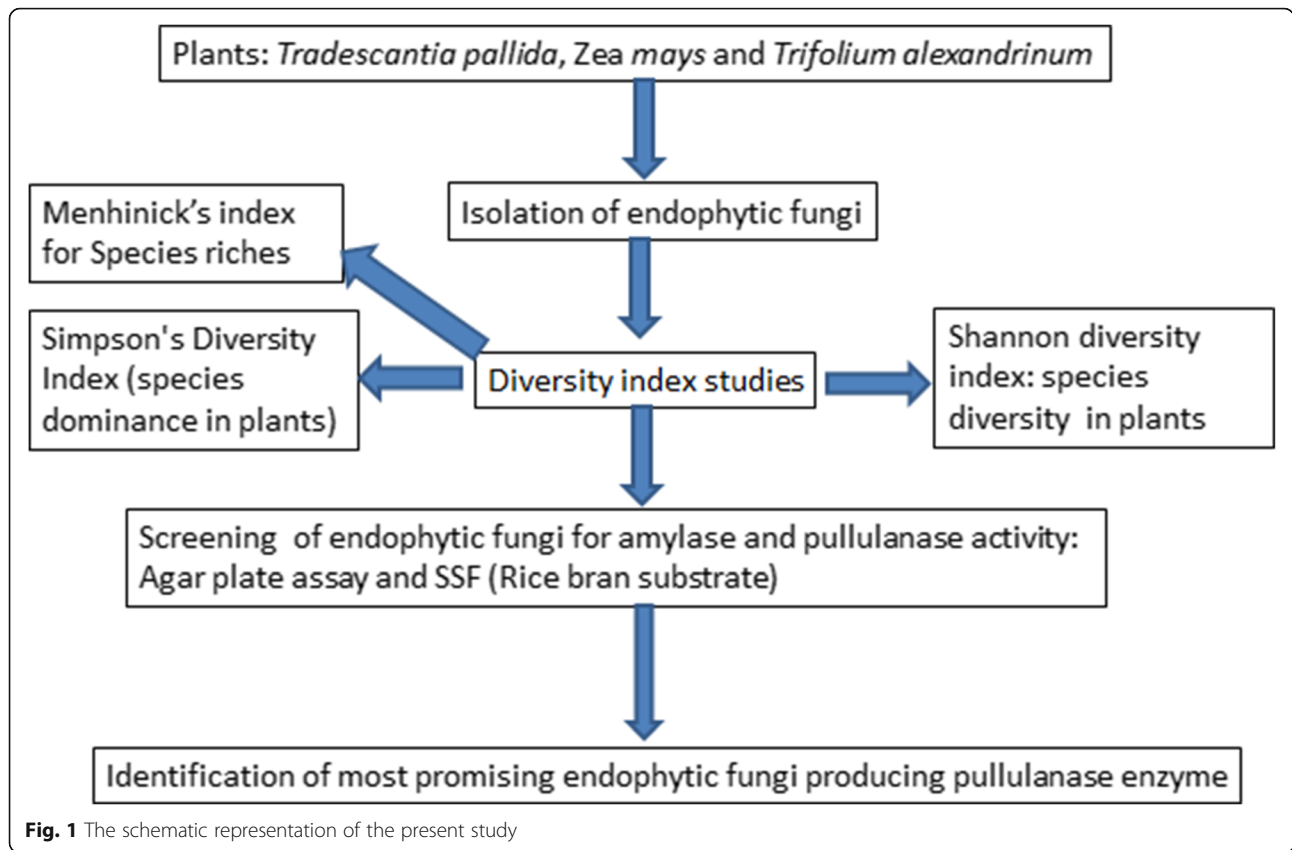 Plants: Tradescantia pallida, Zea mays and Trifolium alexandrinum
Isolation of endophytic fungi
Menhinick’s index
for Species riches
Simpson's Diversity
Index (species
dominance in plants)
Diversity index studies
Shannon diversity
index: species
diversity in plants
Screening of endophytic fungi for amylase and pullulanase activity:
Agar plate assay and SSF (Rice bran substrate)
Identification of most promising endophytic fungi producing pullulanase enzyme
Fig. 1 The schematic representation of the present study